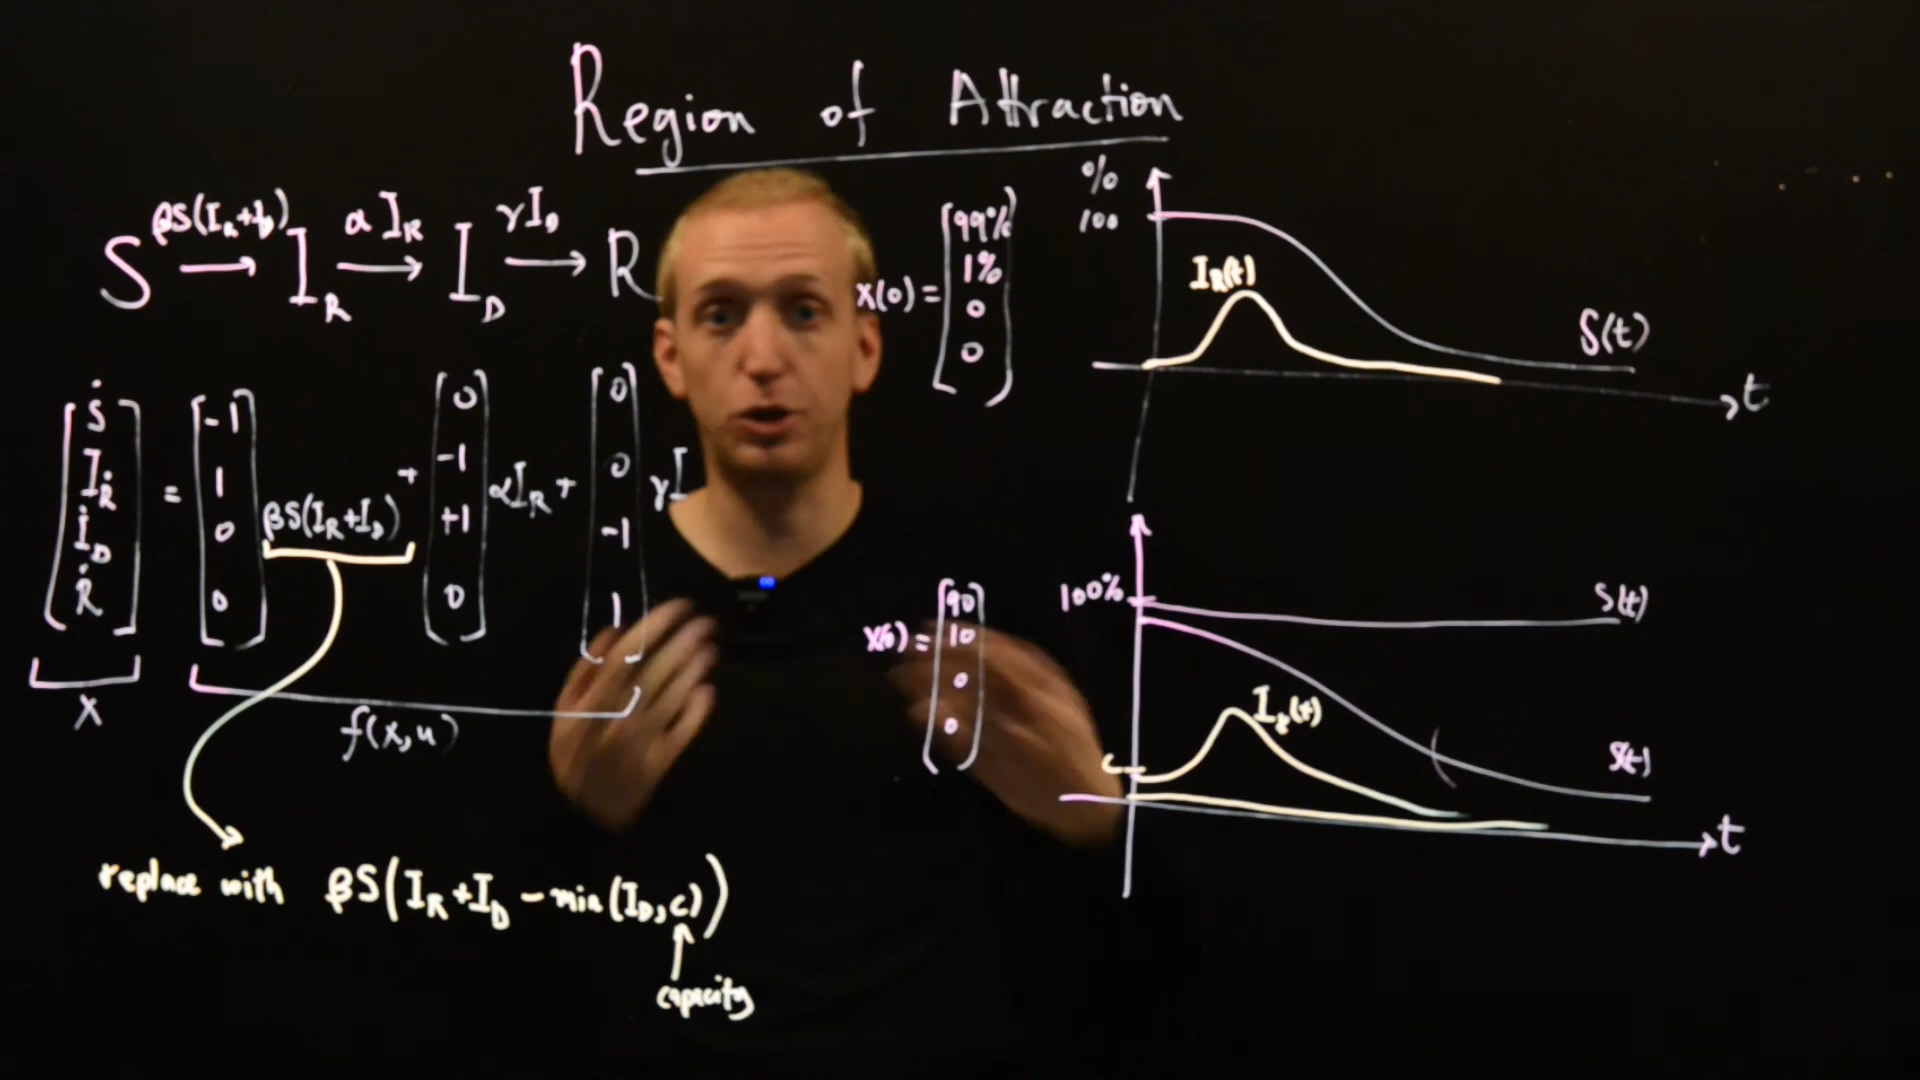 Region of Attraction
S →^{βS(I_R+I_D)} I_R →^{α I_R} I_D →^{γI_D} R
[Ṡ İ_R İ_D Ṙ] = [-1 1 0 0] βS(I_R+I_D) + [0 -1 +1 0] αI_R + [0 0 -1 1] γI
x
f(x,u)
replace with βS(I_R+I_D-min(I_D,c))
capacity
x(0) = [99% 1% 0 0]
%
100
I_R(t)
S(t)
t
x(0) = [90 10 0 0]
100%
S(t)
I_R(t)
c
S(t)
t